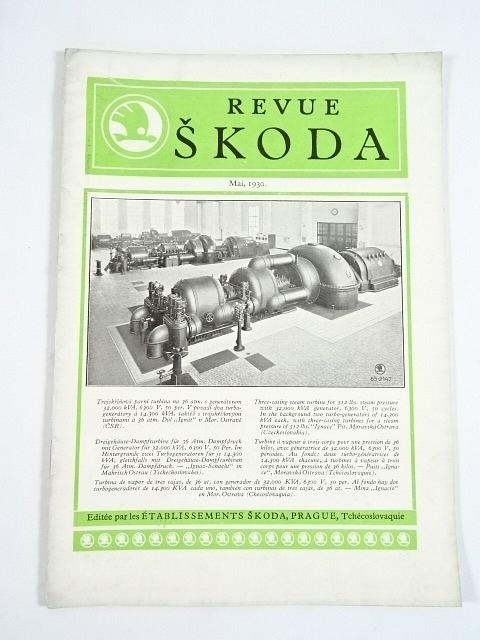 REVUE
ŠKODA
Mai, 1930.
65 2142
Trojskříňová parní turbina na 36 atm. s generátorem
32.000 kVA, 6300 V, 50 per. V pozadí dva turbo-
generátory à 14.300 kVA, taktéž s trojskříňovými
turbinami à 36 atm. Důl „Ignát" v Mor. Ostravě
(ČSR).
Dreigehäuse-Dampfturbine für 36 Atm. Dampfdruck
mit Generator für 32.000 kVA, 6300 V, 50 Per. Im
Hintergrunde zwei Turbogeneratoren für je 14.300
kVA, gleichfalls mit Dreigehäuse-Dampfturbinen
für 36 Atm. Dampfdruck. — „Ignaz-Schacht" in
Mährisch Ostrau (Tschechoslovakei).
Three-casing steam turbine for 512 lbs. steam pressure
with 32,000 kVA generator, 6300 V, 50 cycles.
In the background two turbo-generators of 14,300
kVA each, with three-casing turbines for a steam
pressure of 512 lbs. „Ignace" Pit, Moravská Ostrava
(Czechoslovakia).
Turbine à vapeur à trois corps pour une pression de 36
kilos, avec génératrice de 32.000 kVA, 6300 V, 50
périodes. Au fond: deux turbo-génératrices de
14.300 kVA chacune, à turbines à vapeur à trois
corps pour une pression de 36 kilos. — Puits „Igna-
ce", Moravská Ostrava (Tchécoslovaquie).
Turbina de vapor de tres cajas, de 36 at. con generador de 32.000 KVA, 6300 V, 50 per. Al fondo hay dos
turbogeneradores de 14.300 KVA cada uno, también con turbinas de tres cajas, de 36 at. — Mina „Ignat"
en Mor. Ostrava (Checoslovaquia).
Editée par les ÉTABLISSEMENTS ŠKODA, PRAGUE, Tchécoslovaquie